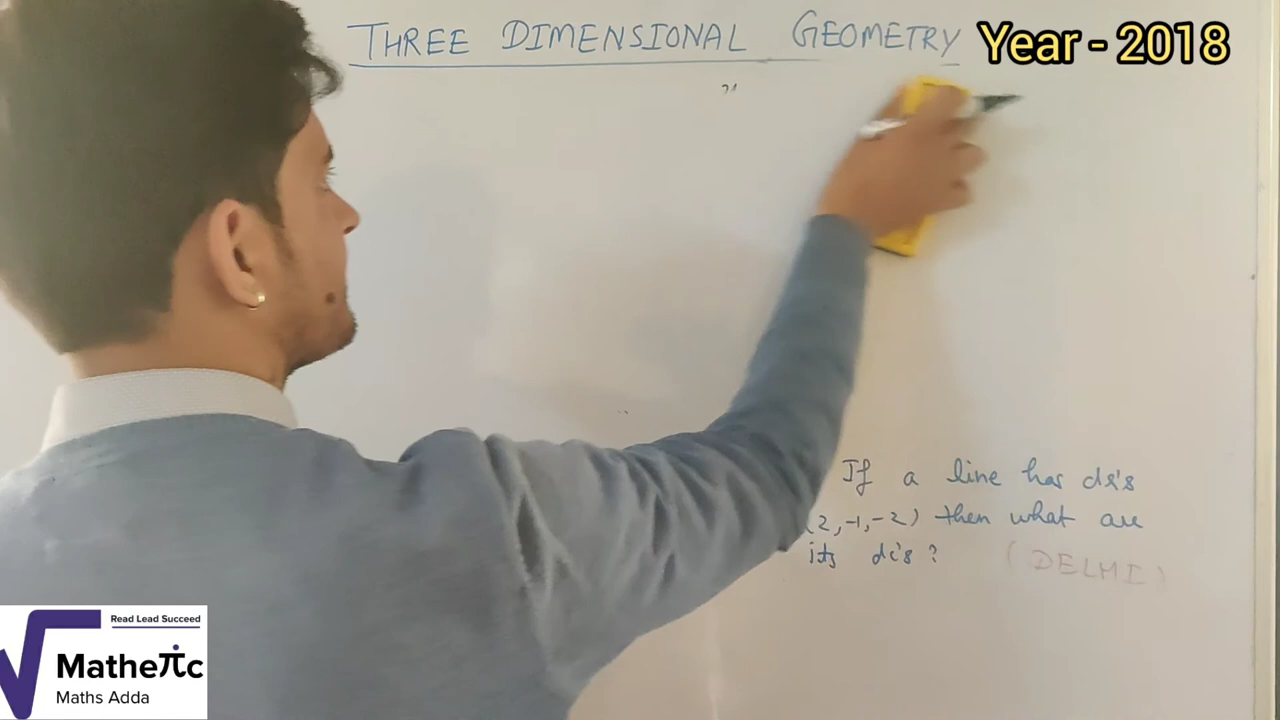 THREE DIMENSIONAL GEOMETRY
Year - 2018
If a line has dr's
(2,-1,-2) then what are
its dc's? (DELHI)
Read Lead Succeed
Matheπc
Maths Adda